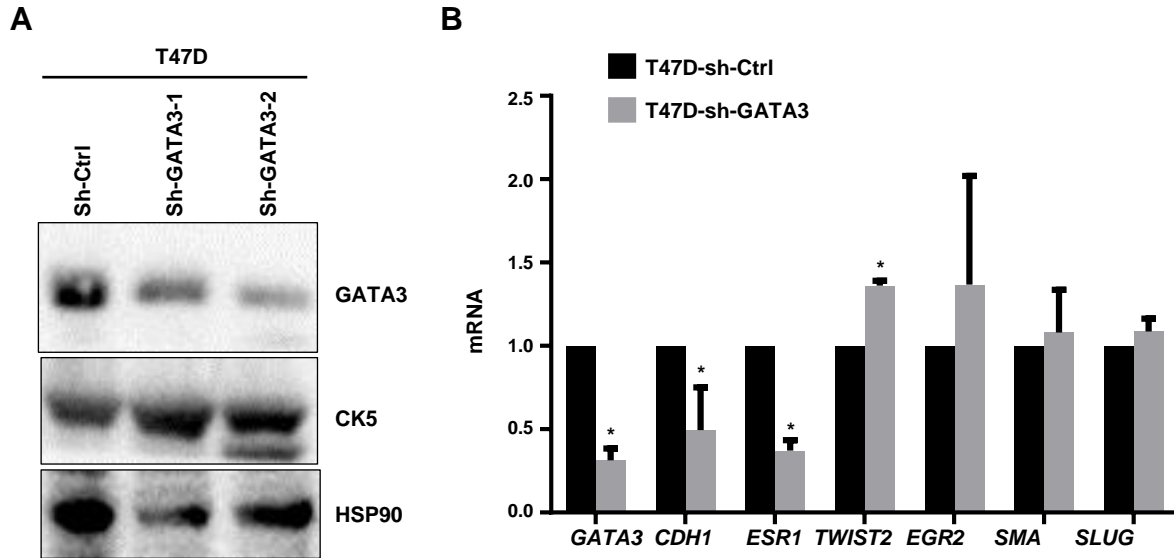 A
T47D
Sh-Ctrl
Sh-GATA3-1
Sh-GATA3-2
GATA3
CK5
HSP90
B
T47D-sh-Ctrl
T47D-sh-GATA3
mRNA
2.5
2.0
1.5
1.0
0.5
0.0
* * * *
GATA3 CDH1 ESR1 TWIST2 EGR2 SMA SLUG